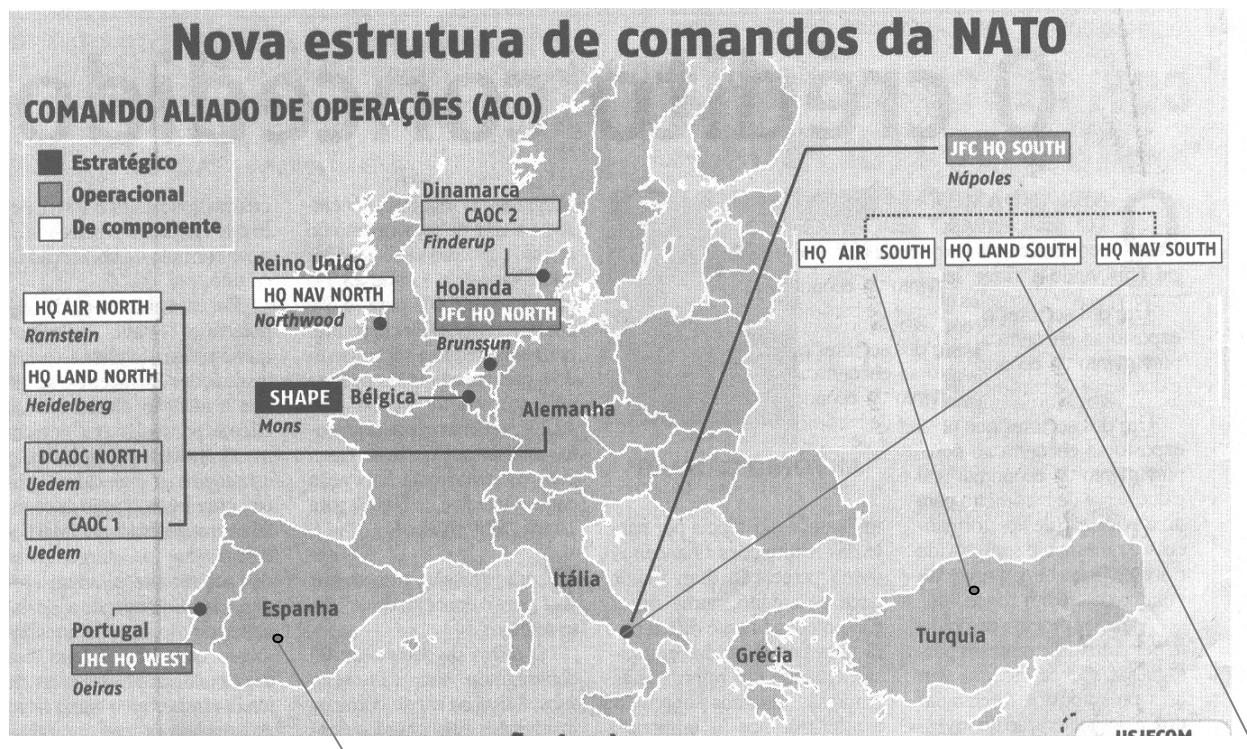 Nova estrutura de comandos da NATO
COMANDO ALIADO DE OPERAÇÕES (ACO)
Estratégico
Operacional
De componente
JFC HQ SOUTH
Nápoles
HQ AIR SOUTH
HQ LAND SOUTH
HQ NAV SOUTH
Dinamarca
CAOC 2
Finderup
Reino Unido
HQ NAV NORTH
Northwood
Holanda
JFC HQ NORTH
Brunssun
HQ AIR NORTH
Ramstein
HQ LAND NORTH
Heidelberg
SHAPE
Bélgica
Mons
Alemanha
DCAOC NORTH
Uedem
CAOC 1
Uedem
Itália
Espanha
Portugal
JHC HQ WEST
Oeiras
Grécia
Turquia